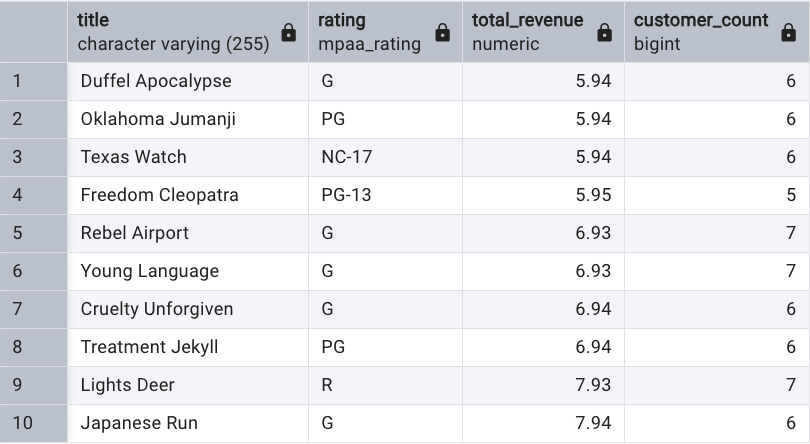 title rating total_revenue customer_count
character varying (255) mpaa_rating numeric bigint
1 Duffel Apocalypse G 5.94 6
2 Oklahoma Jumanji PG 5.94 6
3 Texas Watch NC-17 5.94 6
4 Freedom Cleopatra PG-13 5.95 5
5 Rebel Airport G 6.93 7
6 Young Language G 6.93 7
7 Cruelty Unforgiven G 6.94 6
8 Treatment Jekyll PG 6.94 6
9 Lights Deer R 7.93 7
10 Japanese Run G 7.94 6